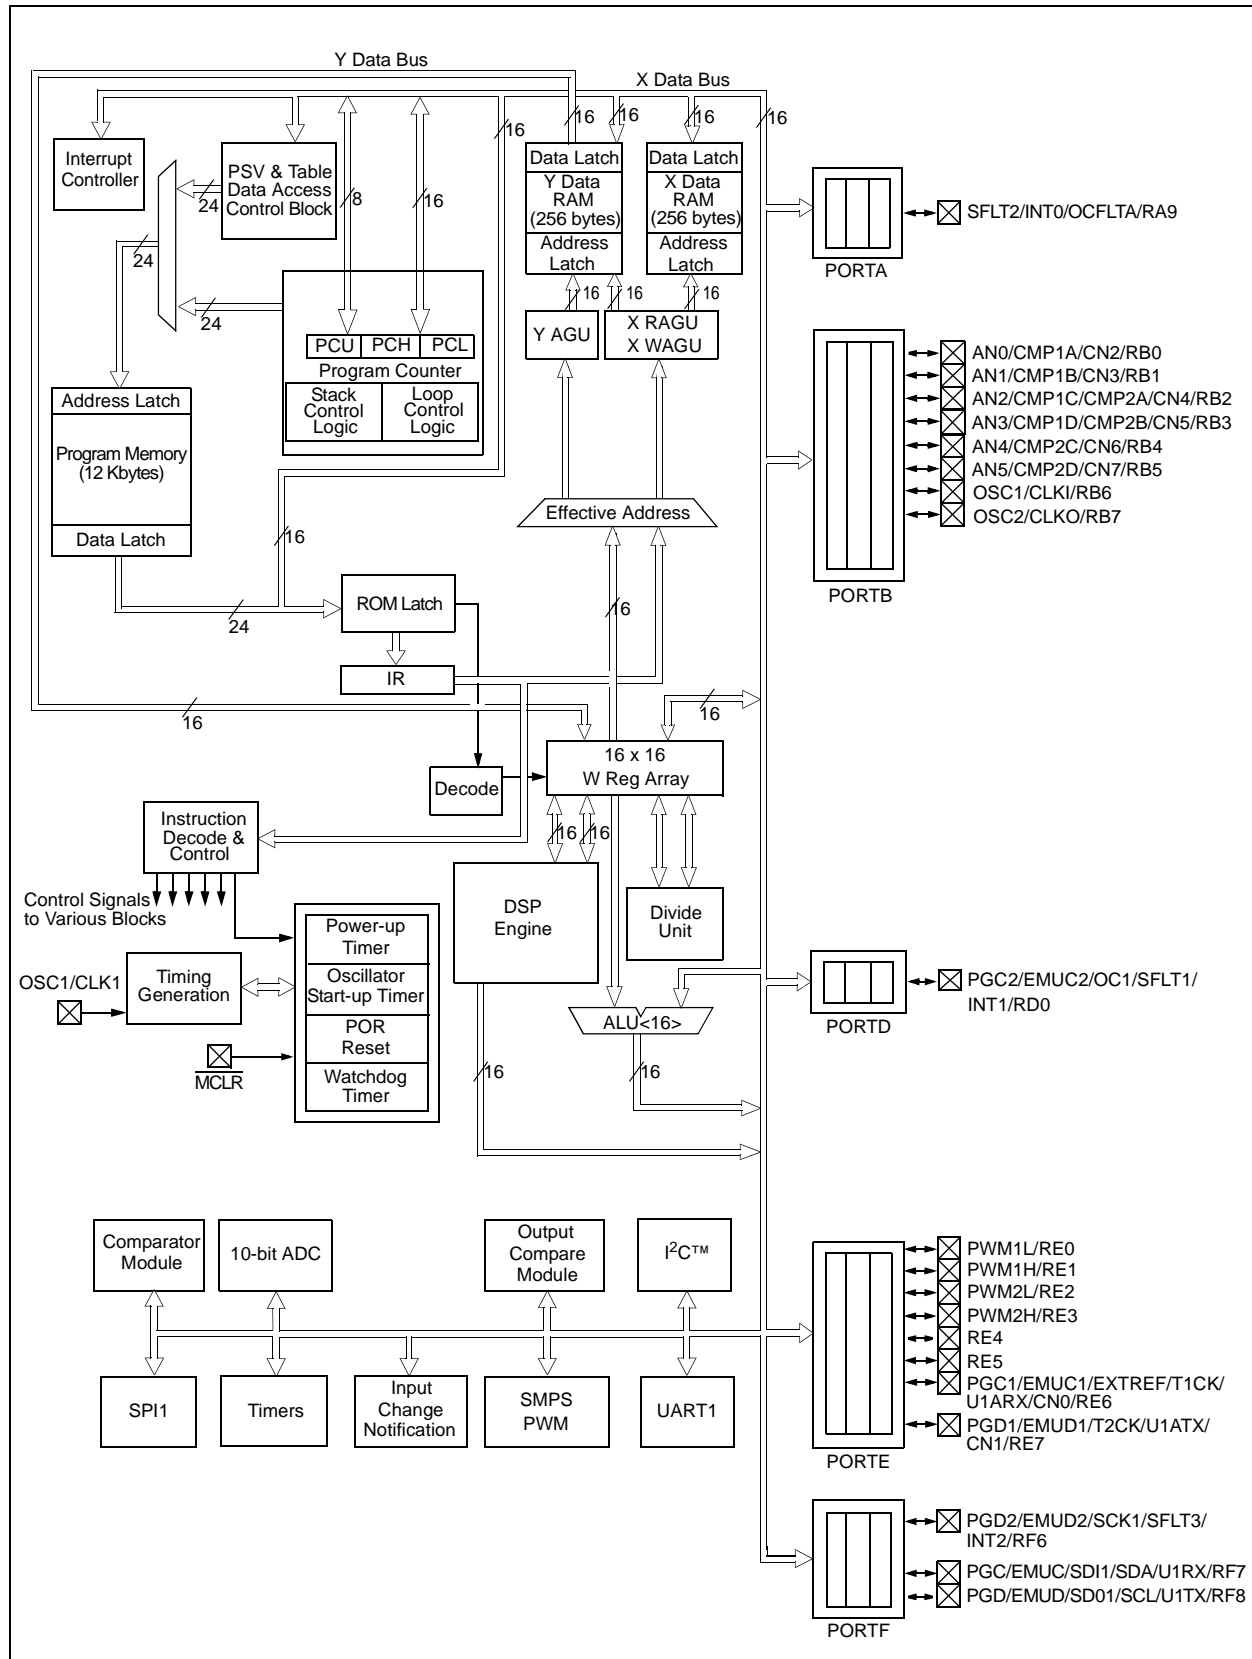 Y Data Bus
X Data Bus
16
16
16
16
16
Interrupt
Controller
PSV & Table
Data Access
Control Block
24
8
16
24
24
Data Latch
Y Data
RAM
(256 bytes)
Address
Latch
Data Latch
X Data
RAM
(256 bytes)
Address
Latch
16
16
16
Y AGU
X RAGU
X WAGU
PCU
PCH
PCL
Program Counter
Stack
Control
Logic
Loop
Control
Logic
Address Latch
Program Memory
(12 Kbytes)
Data Latch
Effective Address
16
24
ROM Latch
16
IR
16
16
16 x 16
W Reg Array
Decode
Instruction
Decode &
Control
16
16
Control Signals
to Various Blocks
DSP
Engine
Divide
Unit
Power-up
Timer
Oscillator
Start-up Timer
POR
Reset
Watchdog
Timer
OSC1/CLK1
Timing
Generation
MCLR
ALU<16>
16
16
Comparator
Module
10-bit ADC
Output
Compare
Module
I²C™
SPI1
Timers
Input
Change
Notification
SMPS
PWM
UART1
SFLT2/INT0/OCFLTA/RA9
PORTA
AN0/CMP1A/CN2/RB0
AN1/CMP1B/CN3/RB1
AN2/CMP1C/CMP2A/CN4/RB2
AN3/CMP1D/CMP2B/CN5/RB3
AN4/CMP2C/CN6/RB4
AN5/CMP2D/CN7/RB5
OSC1/CLKI/RB6
OSC2/CLKO/RB7
PORTB
PGC2/EMUC2/OC1/SFLT1/
INT1/RD0
PORTD
PWM1L/RE0
PWM1H/RE1
PWM2L/RE2
PWM2H/RE3
RE4
RE5
PGC1/EMUC1/EXTREF/T1CK/
U1ARX/CN0/RE6
PGD1/EMUD1/T2CK/U1ATX/
CN1/RE7
PORTE
PGD2/EMUD2/SCK1/SFLT3/
INT2/RF6
PGC/EMUC/SDI1/SDA/U1RX/RF7
PGD/EMUD/SD01/SCL/U1TX/RF8
PORTF